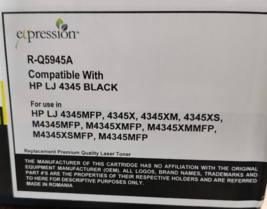 expression
R-Q5945A
Compatible With
HP LJ 4345 BLACK
For use in
HP LJ 4345MFP, 4345X, 4345XM, 4345XS,
M4345MFP, M4345XMFP, M4345XMMFP,
M4345XSMFP, M4345MFP
Replacement Premium Quality Laser Toner
THE MANUFACTURER OF THIS CARTRIDGE HAS NO AFFILIATION WITH THE ORIGINAL
EQUIPMENT MANUFACTURER (OEM). ALL LOGOS, BRAND NAMES, TRADEMARKS AND
PART #'S ARE THE PROPERTIES OF THEIR RESPECTIVE HOLDERS AND ARE REFERRED
TO HERE FOR DESCRIPTIVE PURPOSES ONLY.
MADE IN ROMANIA